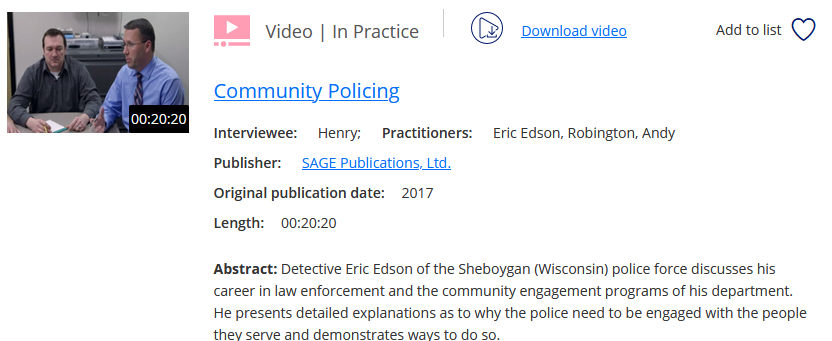 Video | In Practice
Download video
Add to list
00:20:20
Community Policing
Interviewee: Henry; Practitioners: Eric Edson, Robington, Andy
Publisher: SAGE Publications, Ltd.
Original publication date: 2017
Length: 00:20:20
Abstract: Detective Eric Edson of the Sheboygan (Wisconsin) police force discusses his
career in law enforcement and the community engagement programs of his department.
He presents detailed explanations as to why the police need to be engaged with the people
they serve and demonstrates ways to do so.